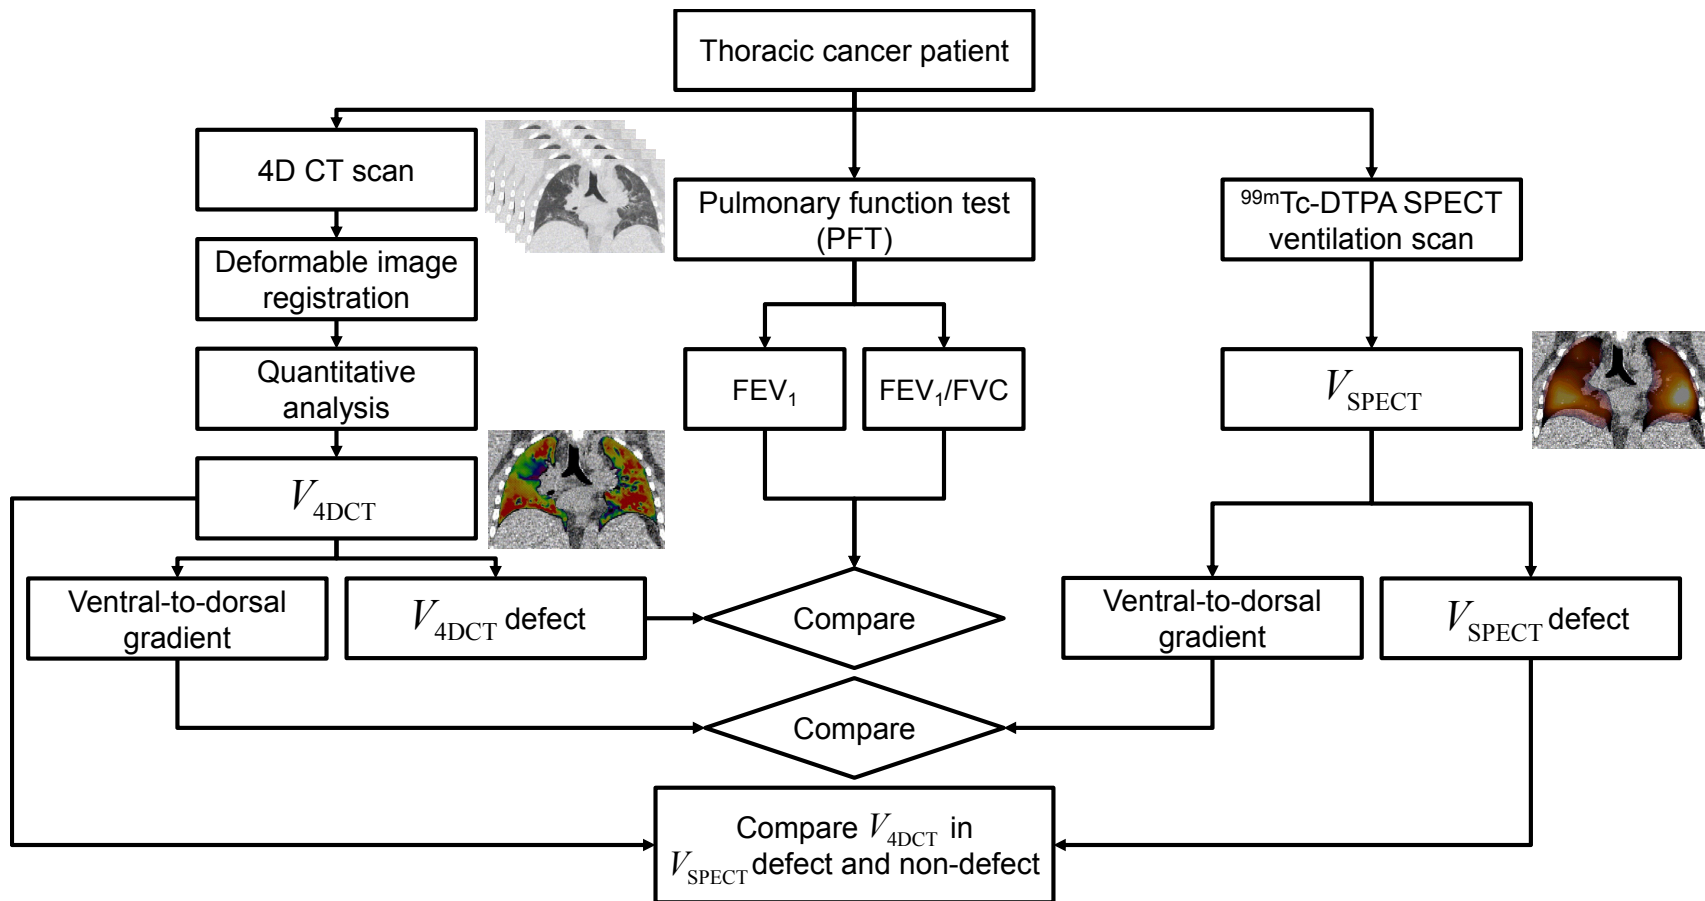 Thoracic cancer patient
4D CT scan
Pulmonary function test
(PFT)
99mTc-DTPA SPECT
ventilation scan
Deformable image
registration
Quantitative
analysis
FEV1
FEV1/FVC
VSPECT
V4DCT
Ventral-to-dorsal
gradient
V4DCT defect
Compare
Ventral-to-dorsal
gradient
VSPECT defect
Compare
Compare V4DCT in
VSPECT defect and non-defect